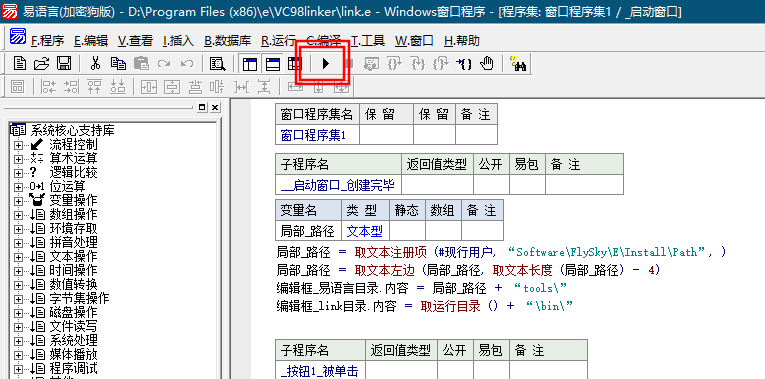 易语言(加密狗版) - D:\Program Files (x86)\e\VC98linker\link.e - Windows窗口程序 - [程序集: 窗口程序集1 / _启动窗口]
F.程序 E.编辑 V.查看 I.插入 B.数据库 R.运行 C.编译 T.工具 W.窗口 H.帮助
系统核心支持库
流程控制
算术运算
逻辑比较
位运算
变量操作
数组操作
环境存取
拼音处理
文本操作
时间操作
数值转换
字节集操作
磁盘操作
文件读写
系统处理
媒体播放
程序调试
窗口程序集名 保 留 保 留 备 注
窗口程序集1
子程序名 返回值类型 公开 易包 备 注
__启动窗口_创建完毕
变量名 类 型 静态 数组 备 注
局部_路径 文本型
局部_路径 = 取文本注册项 (#现行用户, “Software\FlySky\E\Install\Path”, )
局部_路径 = 取文本左边 (局部_路径, 取文本长度 (局部_路径) - 4)
编辑框_易语言目录.内容 = 局部_路径 + “tools\”
编辑框_link目录.内容 = 取运行目录 () + “\bin\”
子程序名 返回值类型 公开 易包 备 注
_按钮1_被单击